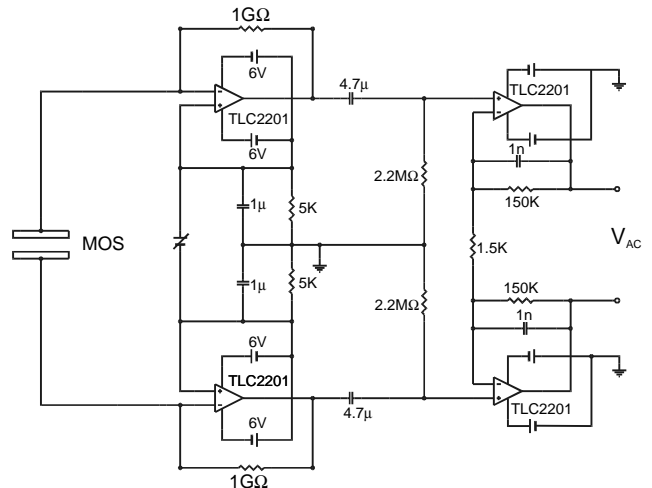 1GΩ
6V
TLC2201
6V
4.7μ
TLC2201
1n
150K
2.2MΩ
1μ
5K
MOS
1.5K
V_AC
1μ
5K
2.2MΩ
150K
1n
6V
TLC2201
6V
4.7μ
TLC2201
1GΩ